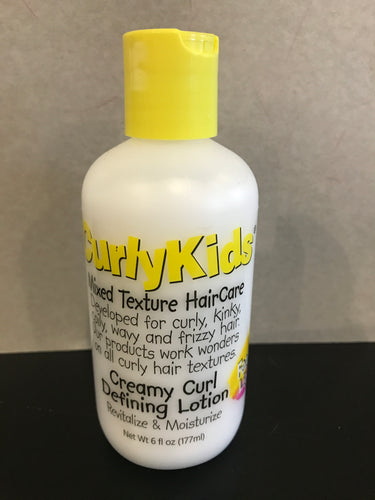 CurlyKids®
Mixed Texture HairCare
Developed for curly, kinky,
wavy and frizzy hair.
products work wonders
on all curly hair textures.
Creamy Curl
Defining Lotion
Revitalize & Moisturize
Net Wt 6 fl oz (177ml)